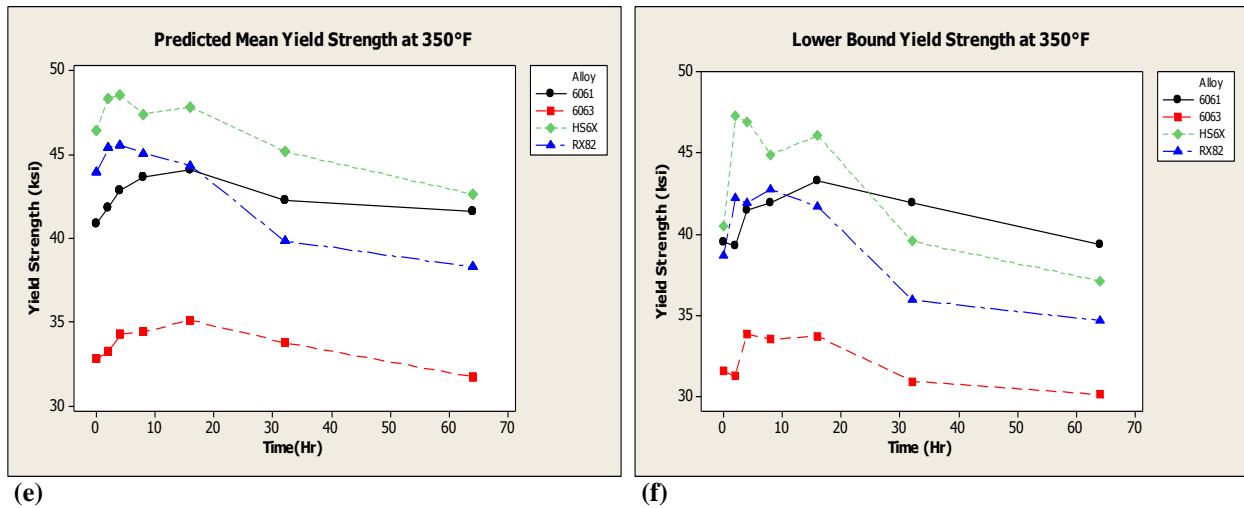 Predicted Mean Yield Strength at 350°F
50
45
40
35
30
Yield Strength (ksi)
0 10 20 30 40 50 60 70
Time(Hr)
Alloy
6061
6063
HS6X
RX82
(e)
Lower Bound Yield Strength at 350°F
50
45
40
35
30
Yield Strength (ksi)
0 10 20 30 40 50 60 70
Time (Hr)
Alloy
6061
6063
HS6X
RX82
(f)